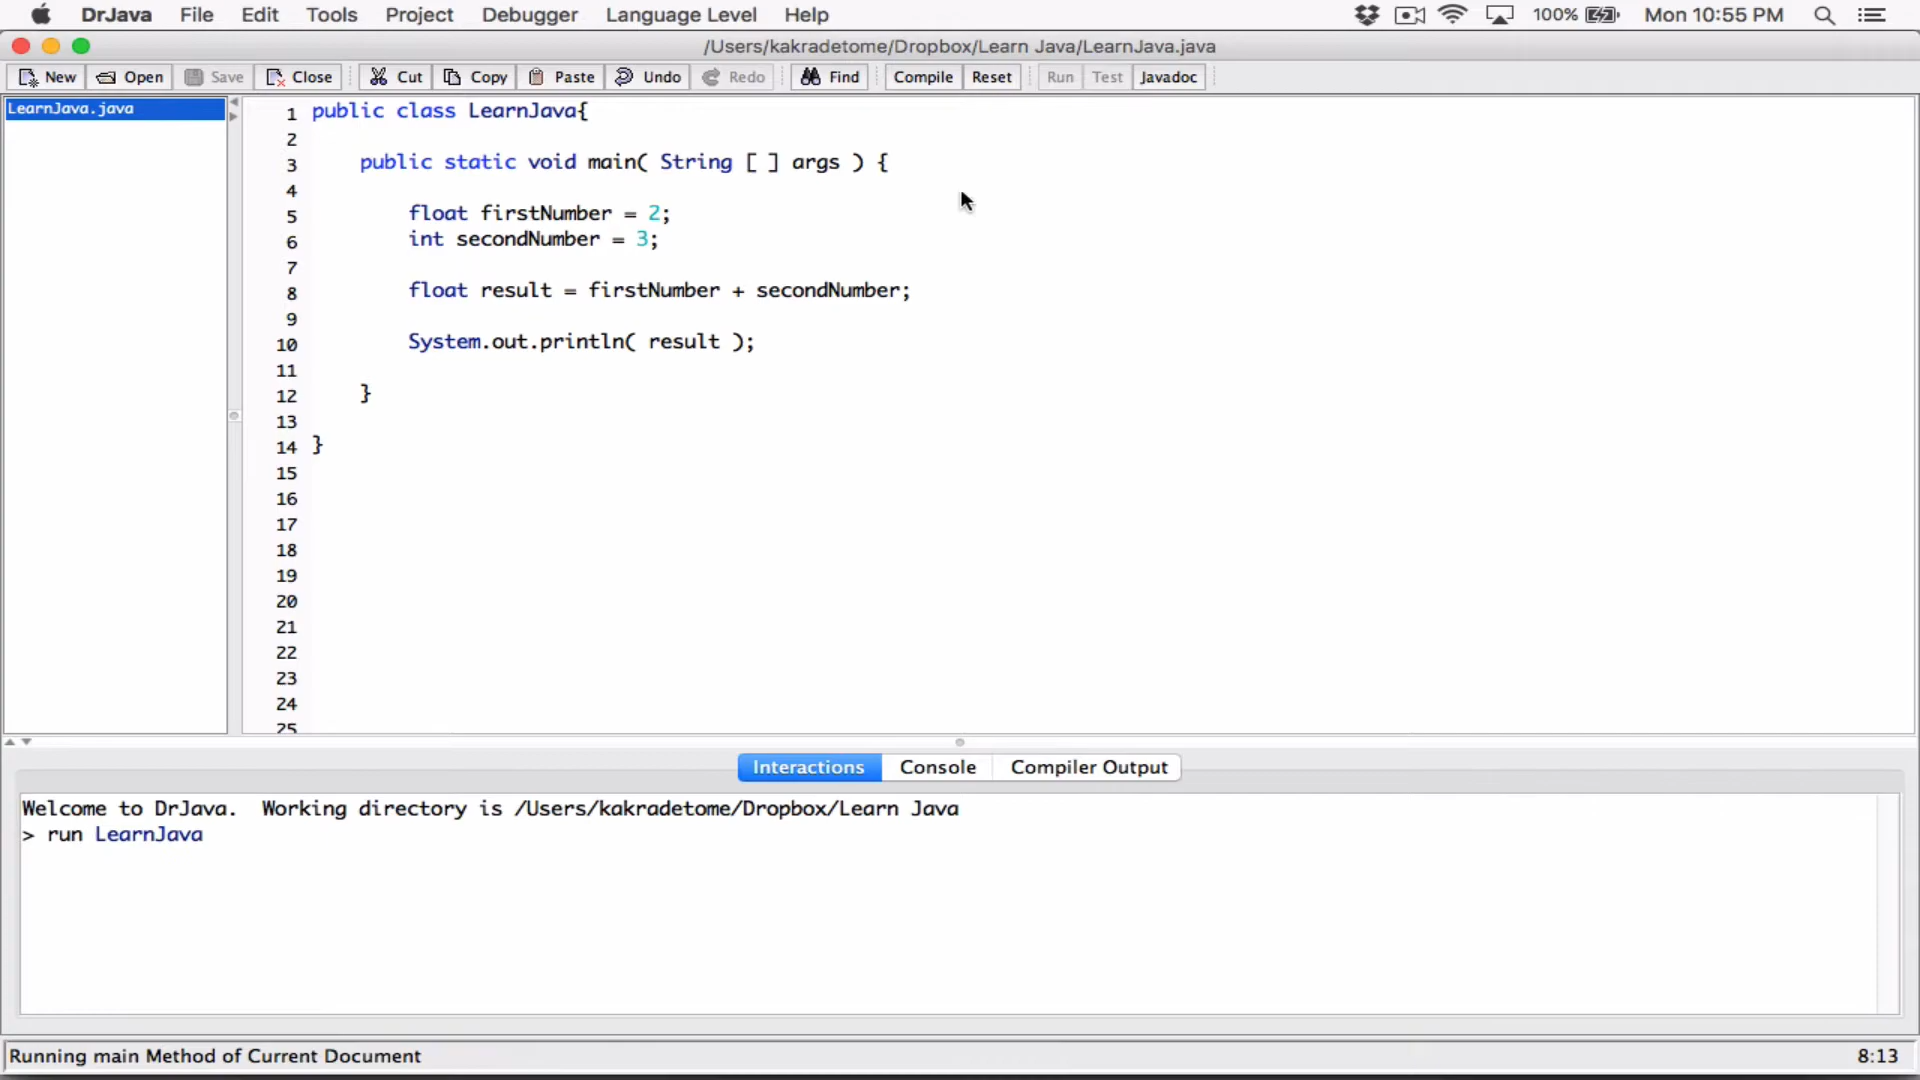 DrJava File Edit Tools Project Debugger Language Level Help 100% Mon 10:55 PM
/Users/kakradetome/Dropbox/Learn Java/LearnJava.java
New Open Save Close Cut Copy Paste Undo Redo Find Compile Reset Run Test Javadoc
LearnJava.java
1 public class LearnJava{
2
3 public static void main( String [ ] args ) {
4
5 float firstNumber = 2;
6 int secondNumber = 3;
7
8 float result = firstNumber + secondNumber;
9
10 System.out.println( result );
11
12 }
13
14 }
15
16
17
18
19
20
21
22
23
24
25
Interactions Console Compiler Output
Welcome to DrJava. Working directory is /Users/kakradetome/Dropbox/Learn Java
> run LearnJava
Running main Method of Current Document 8:13